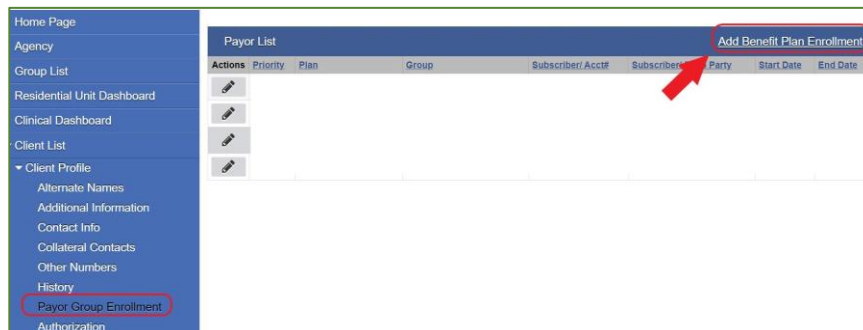 Home Page
Agency
Group List
Residential Unit Dashboard
Clinical Dashboard
Client List
Client Profile
Alternate Names
Additional Information
Contact Info
Collateral Contacts
Other Numbers
History
Payor Group Enrollment
Authorization
Payor List
Add Benefit Plan Enrollment
Actions Priority Plan Group Subscriber/ Acct# Subscriber/ Party Start Date End Date